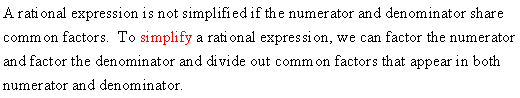 A rational expression is not simplified if the numerator and denominator share
common factors.  To simplify a rational expression, we can factor the numerator
and factor the denominator and divide out common factors that appear in both
numerator and denominator.